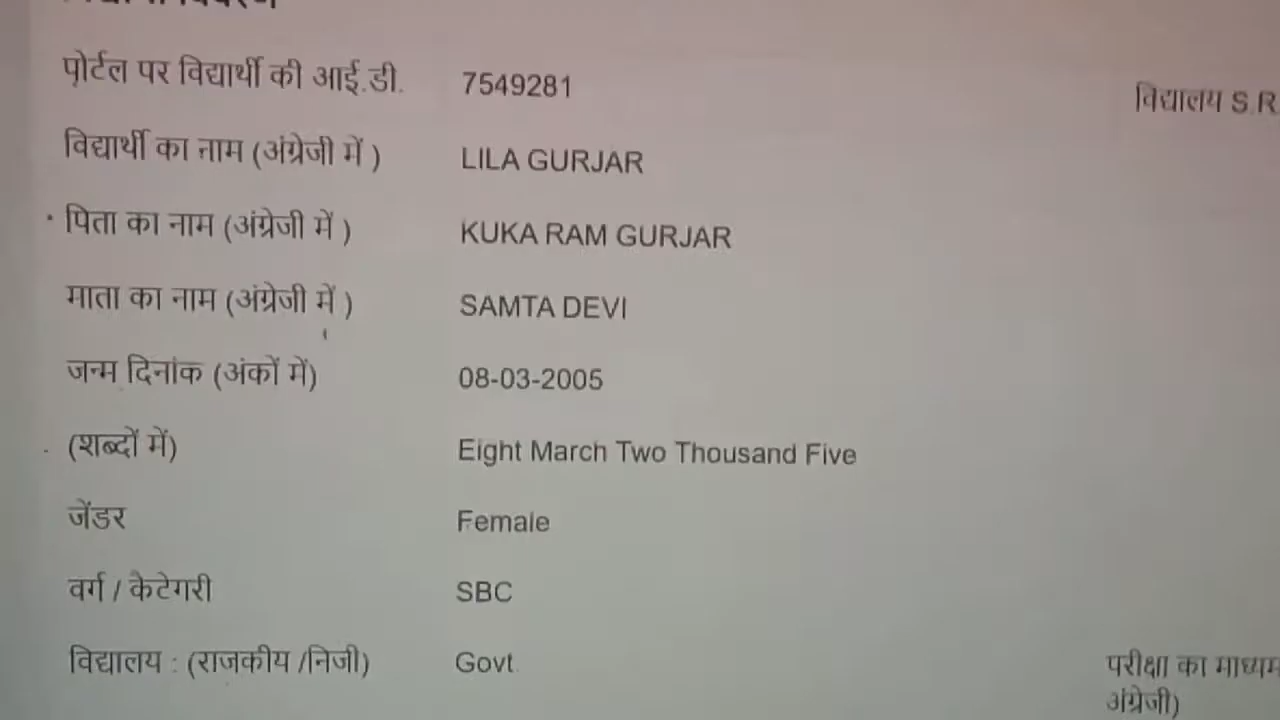 पोर्टल पर विद्यार्थी की आई.डी. 7549281 विद्यालय S.R
विद्यार्थी का नाम (अंग्रेजी में ) LILA GURJAR
पिता का नाम (अंग्रेजी में ) KUKA RAM GURJAR
माता का नाम (अंग्रेजी में ) SAMTA DEVI
जन्म दिनांक (अंकों में) 08-03-2005
(शब्दों में) Eight March Two Thousand Five
जेंडर Female
वर्ग / केटेगरी SBC
विद्यालय : (राजकीय /निजी) Govt परीक्षा का माध्यम
अंग्रेजी)